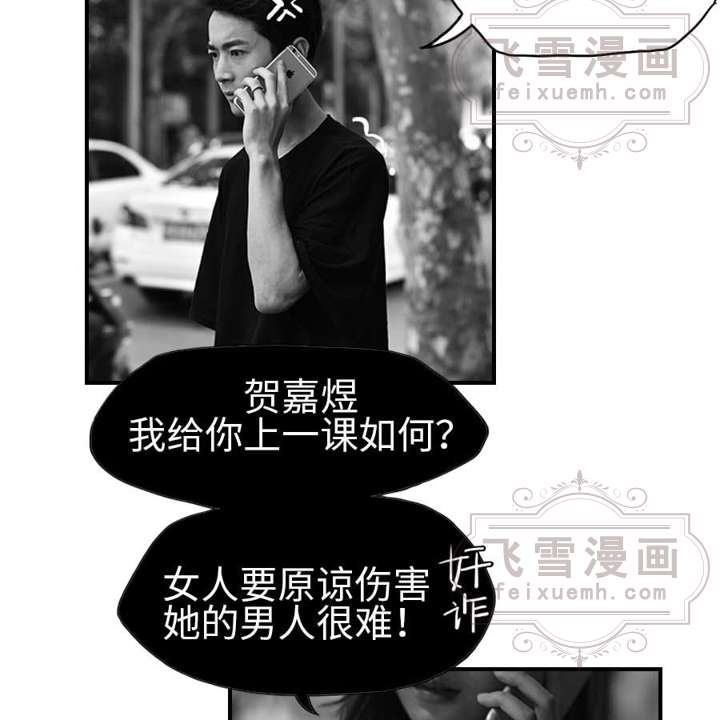 飞雪漫画
feixuemh.com
贺嘉煜
我给你上一课如何?
飞雪漫画
feixuemh.com
女人要原谅伤害
她的男人很难!
奸诈